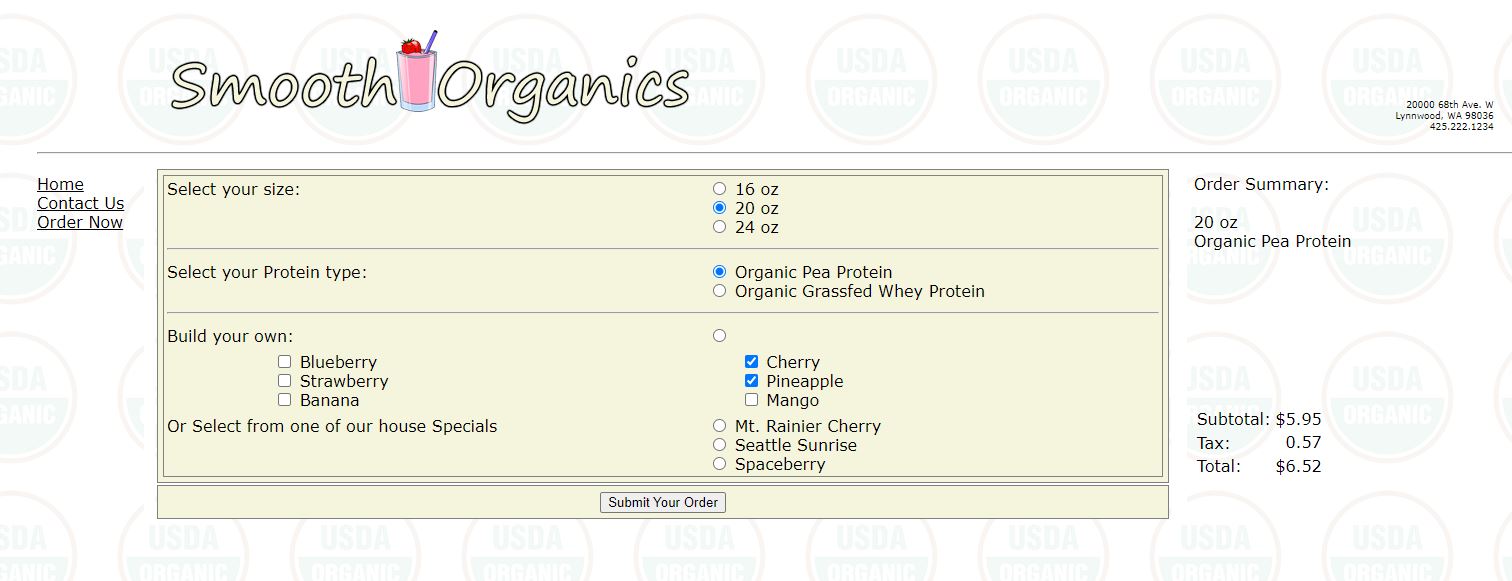 Smooth Organics
20000 68th Ave. W
Lynnwood, WA 98036
425.222.1234
Home
Contact Us
Order Now
Select your size:
16 oz
20 oz
24 oz
Select your Protein type:
Organic Pea Protein
Organic Grassfed Whey Protein
Build your own:
Blueberry
Strawberry
Banana
Cherry
Pineapple
Mango
Or Select from one of our house Specials
Mt. Rainier Cherry
Seattle Sunrise
Spaceberry
Submit Your Order
Order Summary:
20 oz
Organic Pea Protein
Subtotal: $5.95
Tax: 0.57
Total: $6.52
USDA
ORGANIC